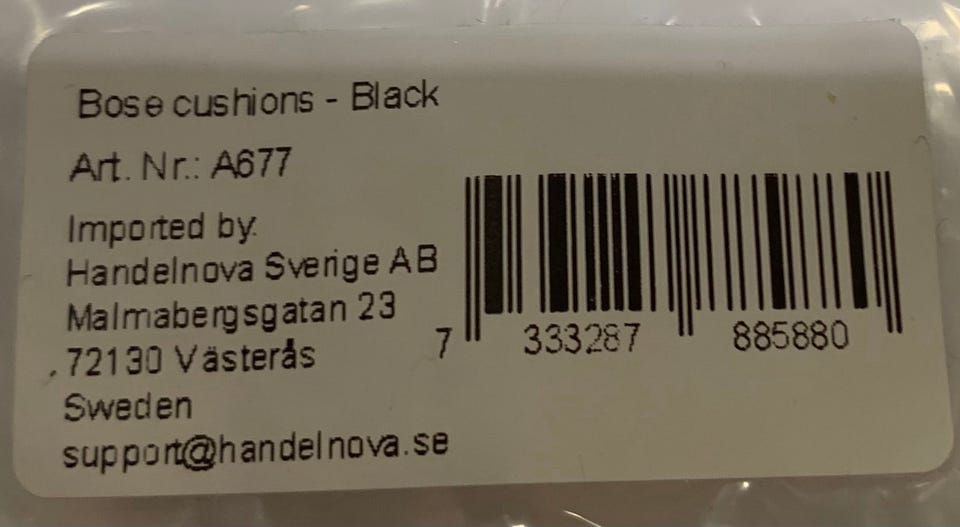 Bose cushions - Black
Art. Nr.: A677
Imported by:
Handelnova Sverige AB
Malmabergsgatan 23
72130 Västerås
Sweden
support@handelnova.se
7 333287 885880